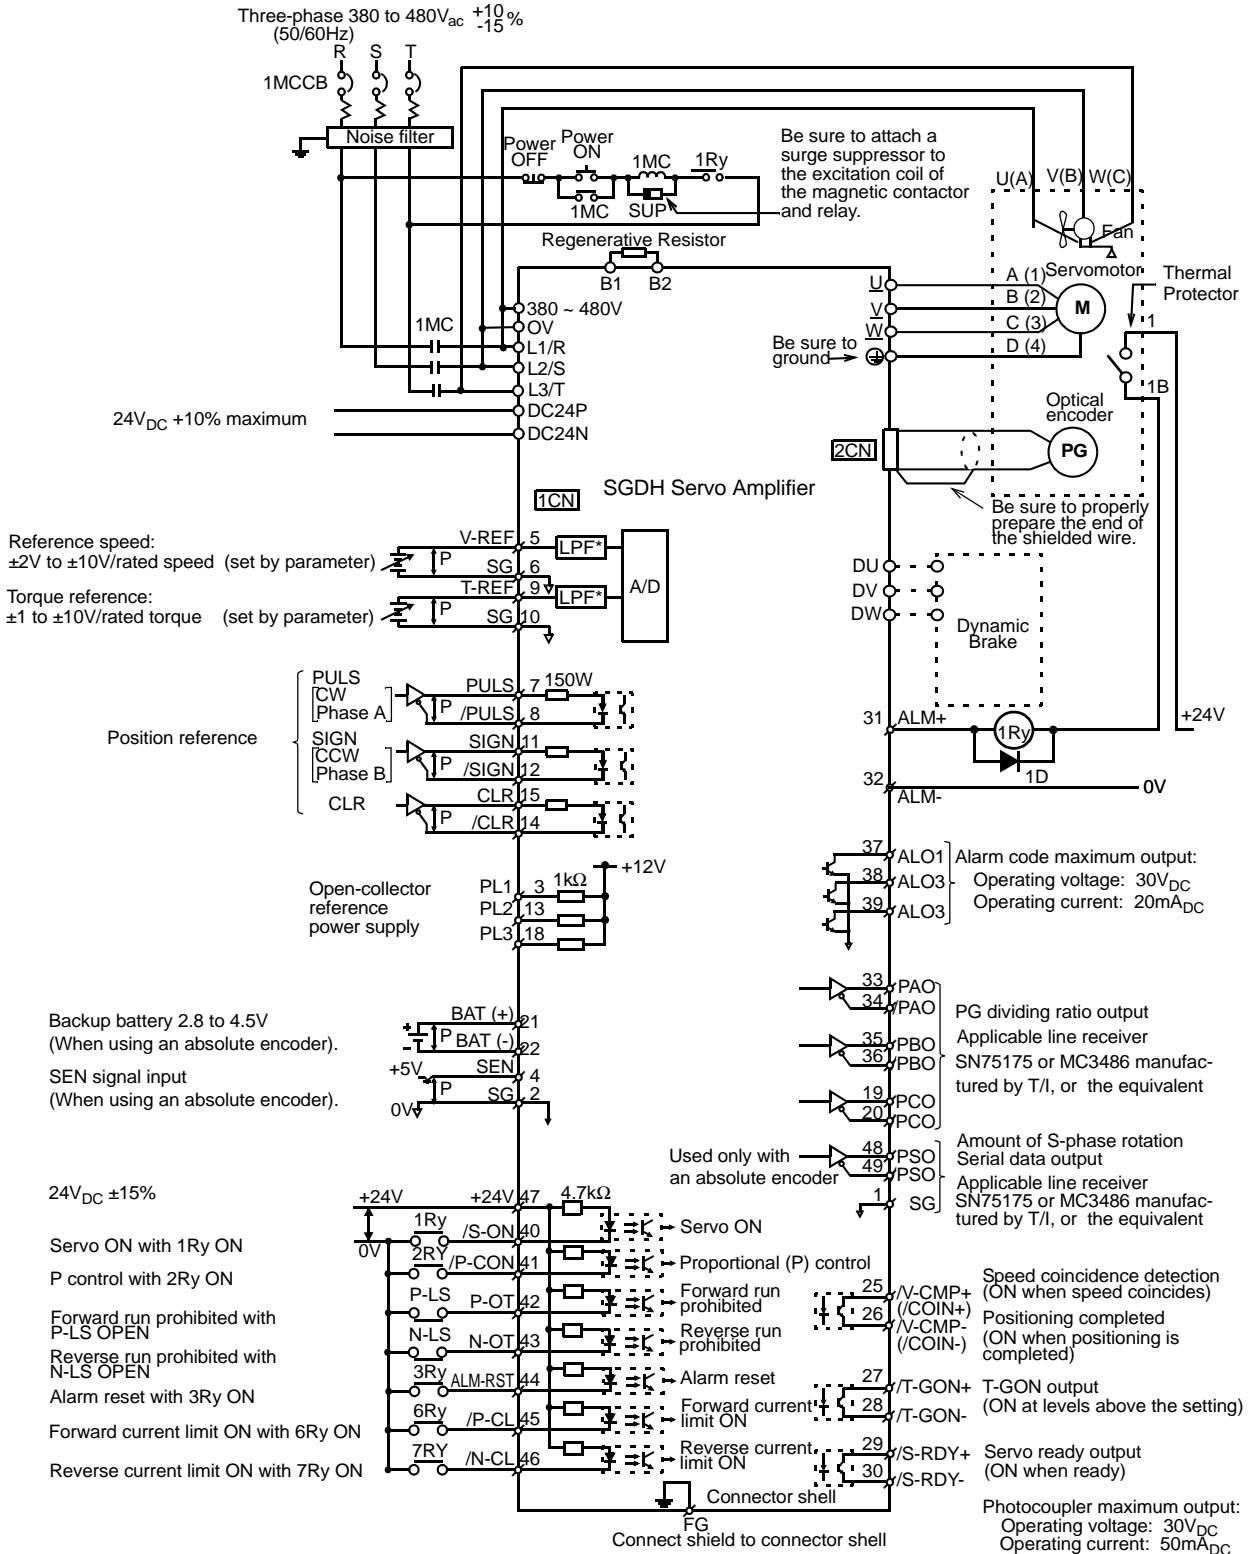 Three-phase 380 to 480Vac +10 -15 %
(50/60Hz)
R S T
1MCCB
Noise filter
Power OFF
Power ON
1MC
1Ry
1MC
SUP
Be sure to attach a
surge suppressor to
the excitation coil of
the magnetic contactor
and relay.
U(A) V(B) W(C)
Fan
Regenerative Resistor
B1 B2
380 ~ 480V
OV
1MC
L1/R
L2/S
L3/T
DC24P
DC24N
24VDC +10% maximum
U
V
W
Be sure to
ground
A (1)
B (2)
C (3)
D (4)
Servomotor
M
Thermal
Protector
1
1B
Optical
encoder
PG
2CN
Be sure to properly
prepare the end of
the shielded wire.
SGDH Servo Amplifier
1CN
Reference speed:
±2V to ±10V/rated speed (set by parameter)
P
V-REF 5
SG 6
LPF*
Torque reference:
±1 to ±10V/rated torque (set by parameter)
P
T-REF 9
SG 10
LPF*
A/D
DU
DV
DW
Dynamic
Brake
Position reference
PULS
CW
Phase A
P
PULS 7
/PULS 8
150W
SIGN
CCW
Phase B
P
SIGN 11
/SIGN 12
CLR
P
CLR 15
/CLR 14
31 ALM+
1Ry
1D
+24V
32
ALM-
0V
Open-collector
reference
power supply
PL1 3
PL2 13
PL3 18
1kΩ
+12V
37 ALO1
38 ALO3
39 ALO3
Alarm code maximum output:
Operating voltage: 30VDC
Operating current: 20mADC
Backup battery 2.8 to 4.5V
(When using an absolute encoder).
P
BAT (+) 21
BAT (-) 22
SEN signal input
(When using an absolute encoder).
+5V
0V
P
SEN 4
SG 2
33 PAO
34 /PAO
35 PBO
36 /PBO
19 PCO
20 /PCO
PG dividing ratio output
Applicable line receiver
SN75175 or MC3486 manufac-
tured by T/I, or the equivalent
Used only with
an absolute encoder
48 PSO
49 /PSO
1 SG
Amount of S-phase rotation
Serial data output
Applicable line receiver
SN75175 or MC3486 manufac-
tured by T/I, or the equivalent
24VDC ±15%
+24V
0V
+24V 47
4.7kΩ
Servo ON with 1Ry ON
1Ry
/S-ON 40
Servo ON
P control with 2Ry ON
2RY
/P-CON 41
Proportional (P) control
Forward run prohibited with
P-LS OPEN
P-LS
P-OT 42
Forward run
prohibited
Reverse run prohibited with
N-LS OPEN
N-LS
N-OT 43
Reverse run
prohibited
Alarm reset with 3Ry ON
3Ry
ALM-RST 44
Alarm reset
Forward current limit ON with 6Ry ON
6Ry
/P-CL 45
Forward current
limit ON
Reverse current limit ON with 7Ry ON
7RY
/N-CL 46
Reverse current
limit ON
25 /V-CMP+
(/COIN+)
26 /V-CMP-
(/COIN-)
Speed coincidence detection
(ON when speed coincides)
Positioning completed
(ON when positioning is
completed)
27 /T-GON+
28 /T-GON-
T-GON output
(ON at levels above the setting)
29 /S-RDY+
30 /S-RDY-
Servo ready output
(ON when ready)
Connector shell
FG
Connect shield to connector shell
Photocoupler maximum output:
Operating voltage: 30VDC
Operating current: 50mADC